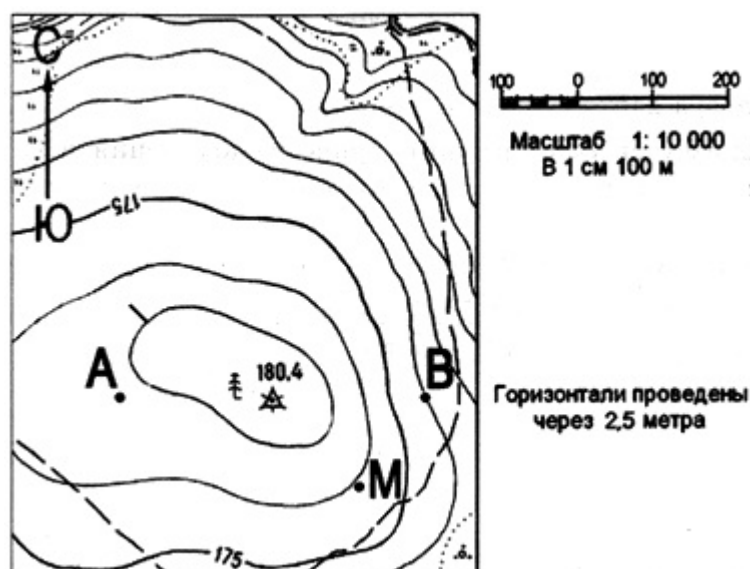 С
Ю
175
А
180.4
В
М
175
100 0 100 200
Масштаб 1: 10 000
В 1 см 100 м
Горизонтали проведены
через 2,5 метра